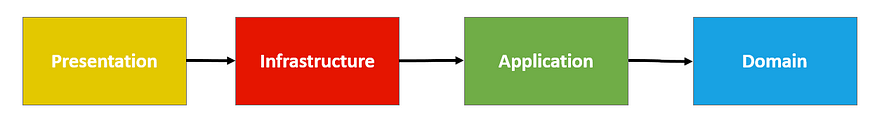 Presentation
Infrastructure
Application
Domain